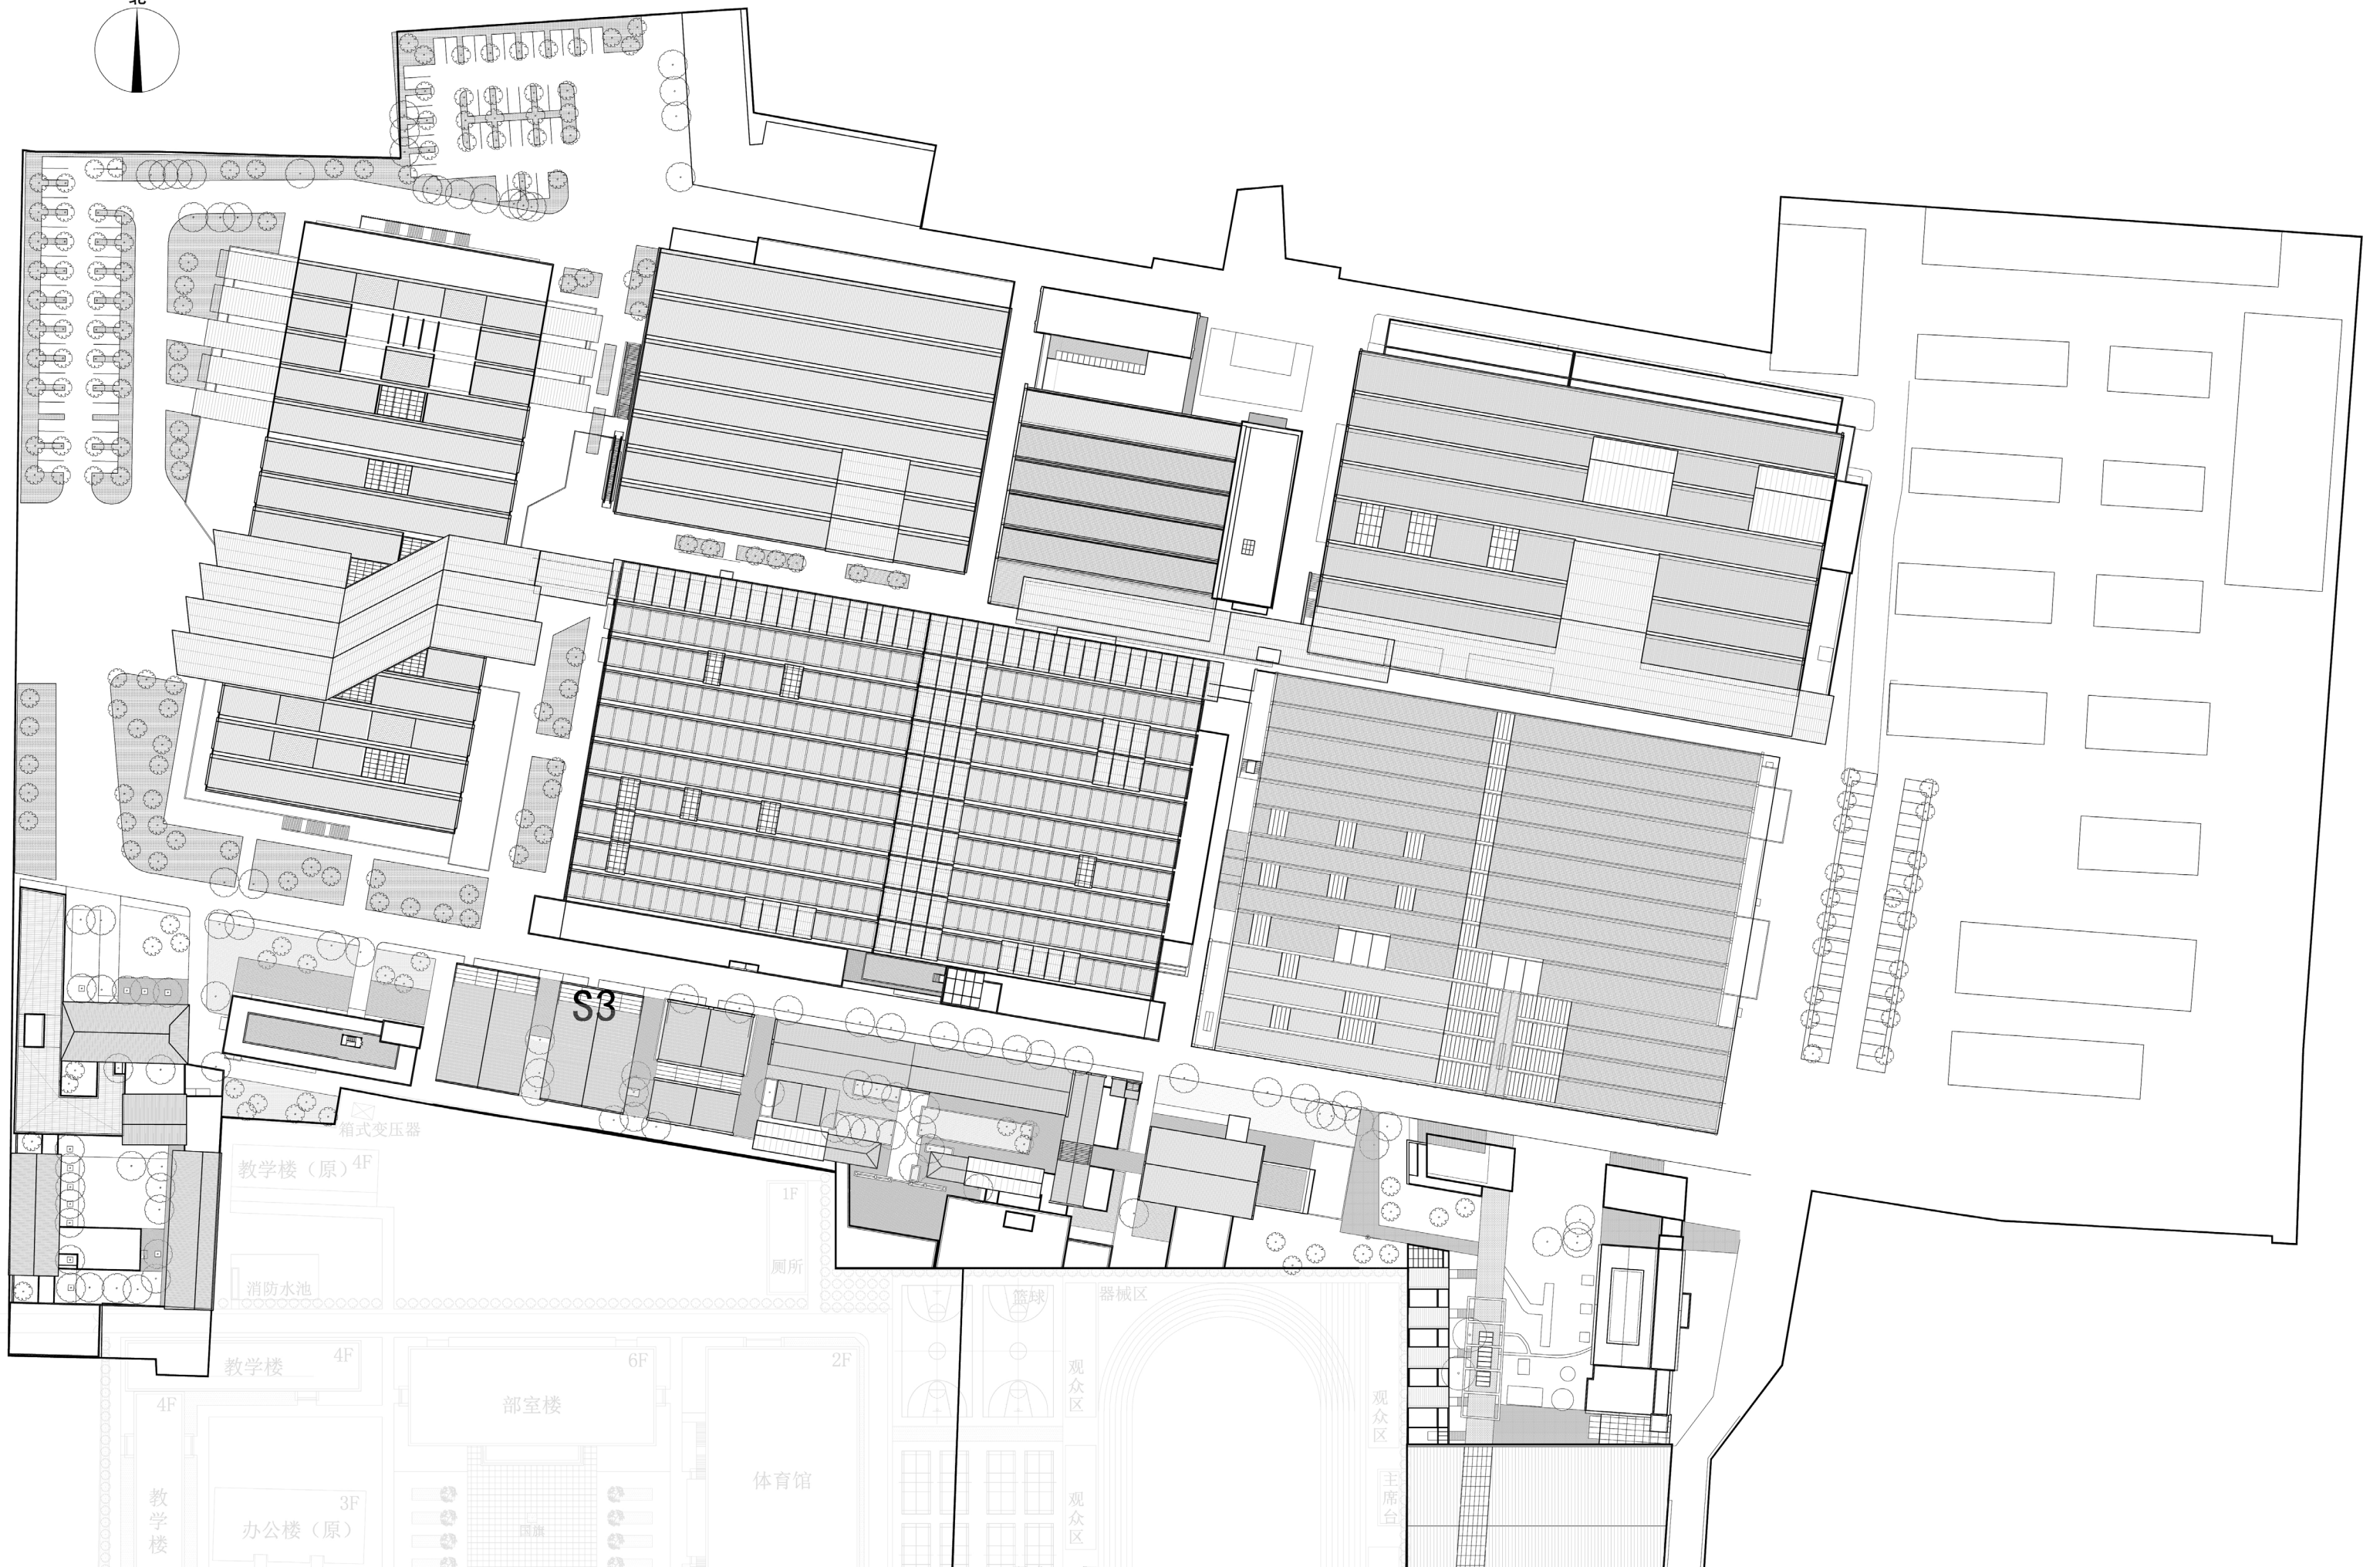 北
S3
箱式变压器
教学楼（原）
4F
1F
厕所
消防水池
篮球
器械区
教学楼
4F
6F
2F
部室楼
观众区
观众区
4F
体育馆
教学楼
3F
办公楼（原）
国旗
观众区
主席台